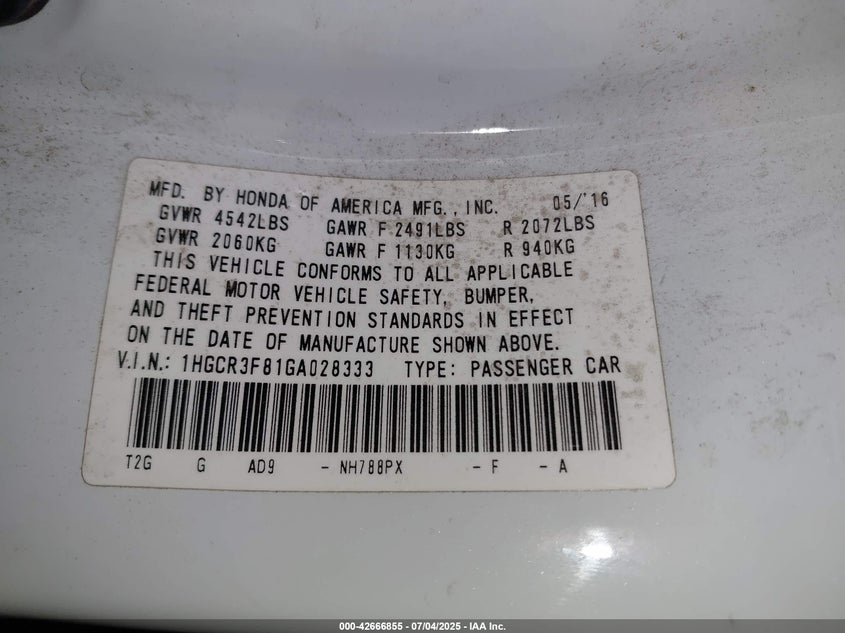 MFD. BY HONDA OF AMERICA MFG., INC. 05/'16
GVWR 4542LBS GAWR F 2491LBS R 2072LBS
GVWR 2060KG GAWR F 1130KG R 940KG
THIS VEHICLE CONFORMS TO ALL APPLICABLE
FEDERAL MOTOR VEHICLE SAFETY, BUMPER,
AND THEFT PREVENTION STANDARDS IN EFFECT
ON THE DATE OF MANUFACTURE SHOWN ABOVE.
V.I.N.: 1HGCR3F81GA028333 TYPE: PASSENGER CAR
T2G G AD9 - NH788PX - F - A
000-42666855 - 07/04/2025 - IAA Inc.